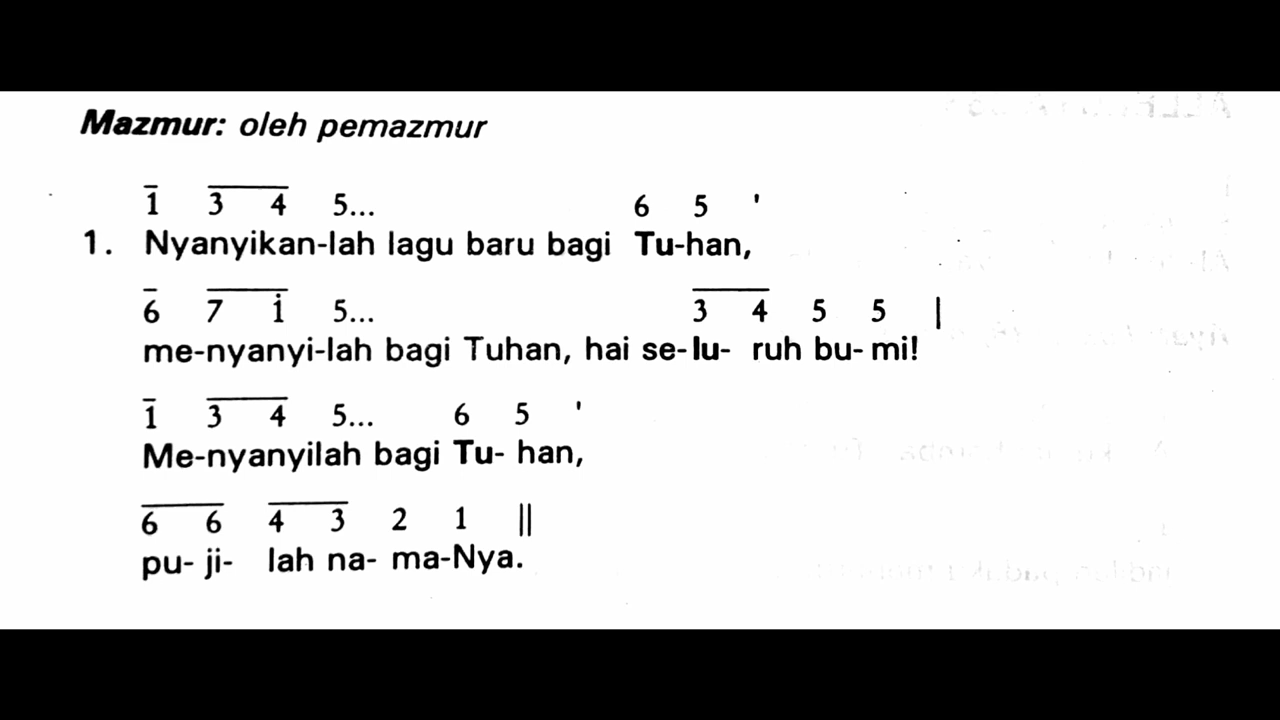 Mazmur: oleh pemazmur
1̅ 3̅ ̅4̅ 5... 6 5 '
1. Nyanyikan-lah lagu baru bagi Tu-han,
6̅ 7̅ ̅i̅ 5... 3̅ ̅4̅ 5 5 |
me-nyanyi-lah bagi Tuhan, hai se-lu- ruh bu- mi!
1̅ 3̅ ̅4̅ 5... 6 5 '
Me-nyanyilah bagi Tu- han,
6̅ ̅6̅ 4̅ ̅3̅ 2 1 ||
pu- ji- lah na- ma-Nya.